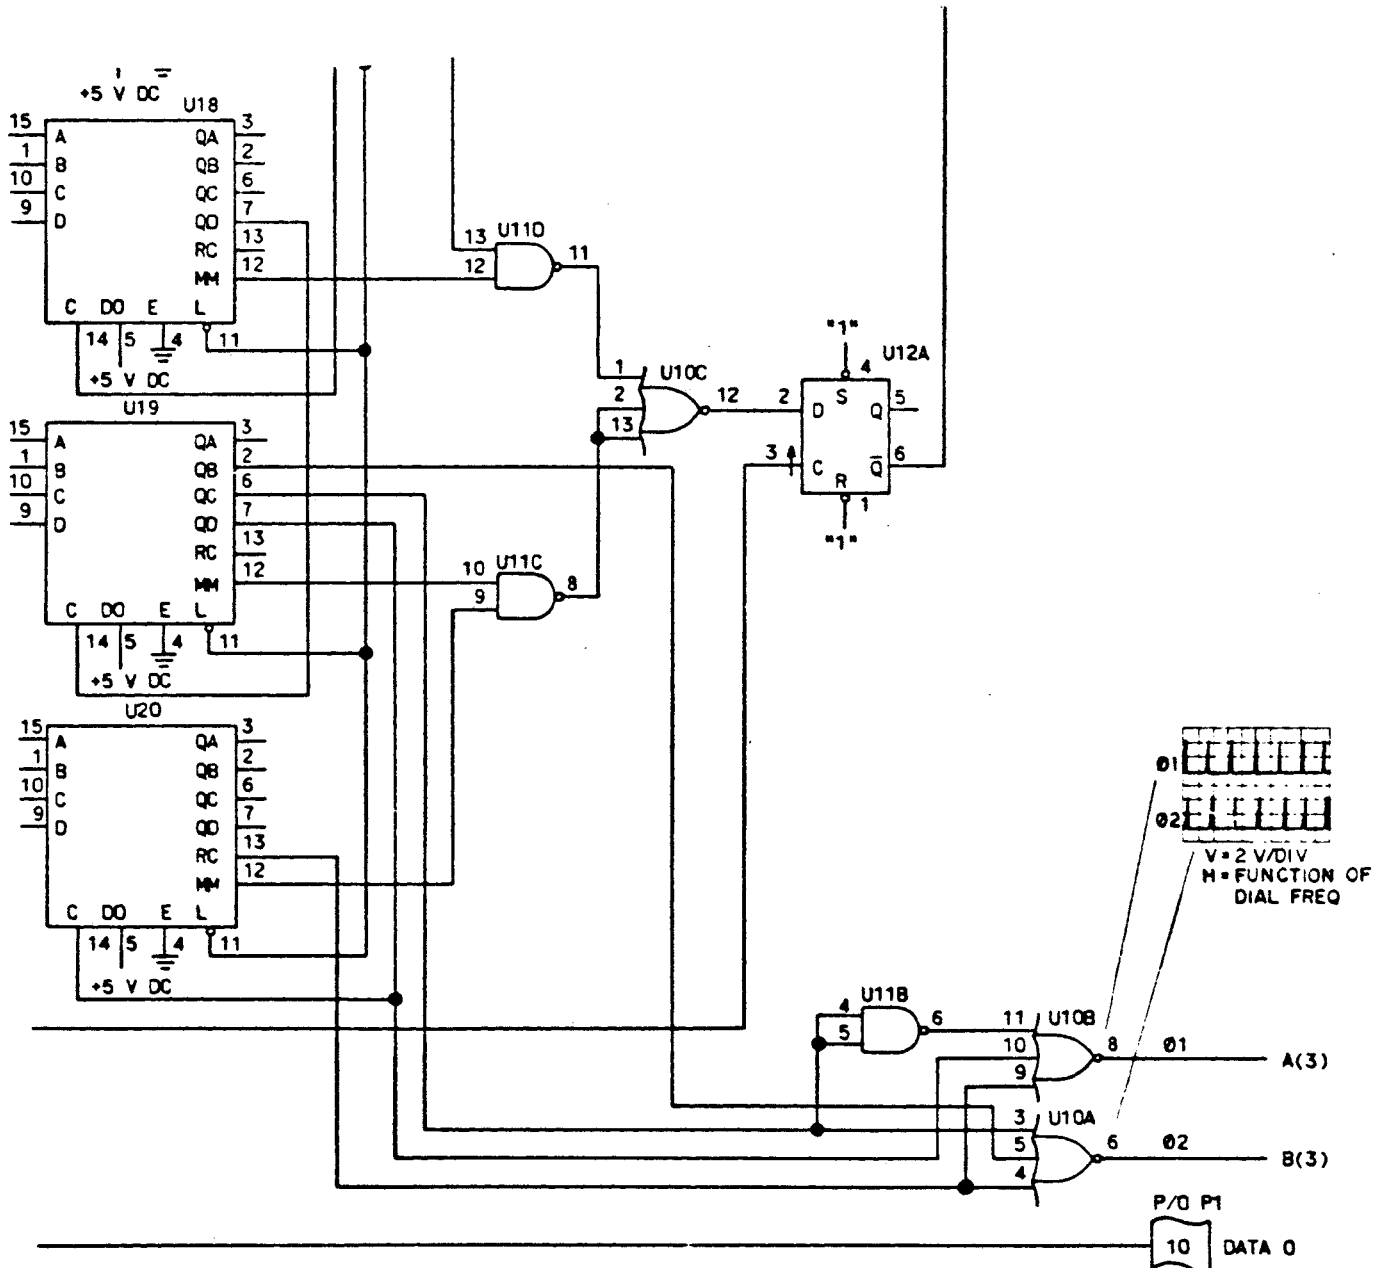 +5 V DC
U18
15 A QA 3
1 B QB 2
10 C QC 6
9 D QD 7
RC 13
MM 12
C DO E L
14 5 4 11
+5 V DC
U19
15 A QA 3
1 B QB 2
10 C QC 6
9 D QD 7
RC 13
MM 12
C DO E L
14 5 4 11
+5 V DC
U20
15 A QA 3
1 B QB 2
10 C QC 6
9 D QD 7
RC 13
MM 12
C DO E L
14 5 4 11
+5 V DC
U11D
13
12
11
U10C
1
2
13
12
U11C
10
9
8
"1"
U12A
4
S
2 D Q 5
3 C Q̅ 6
R
1
"1"
Ø1
Ø2
V=2 V/DIV
H=FUNCTION OF
DIAL FREQ
U11B
4
5
6
U10B
11
10
9
8 Ø1 A(3)
U10A
3
5
4
6 Ø2 B(3)
P/O P1
10 DATA 0